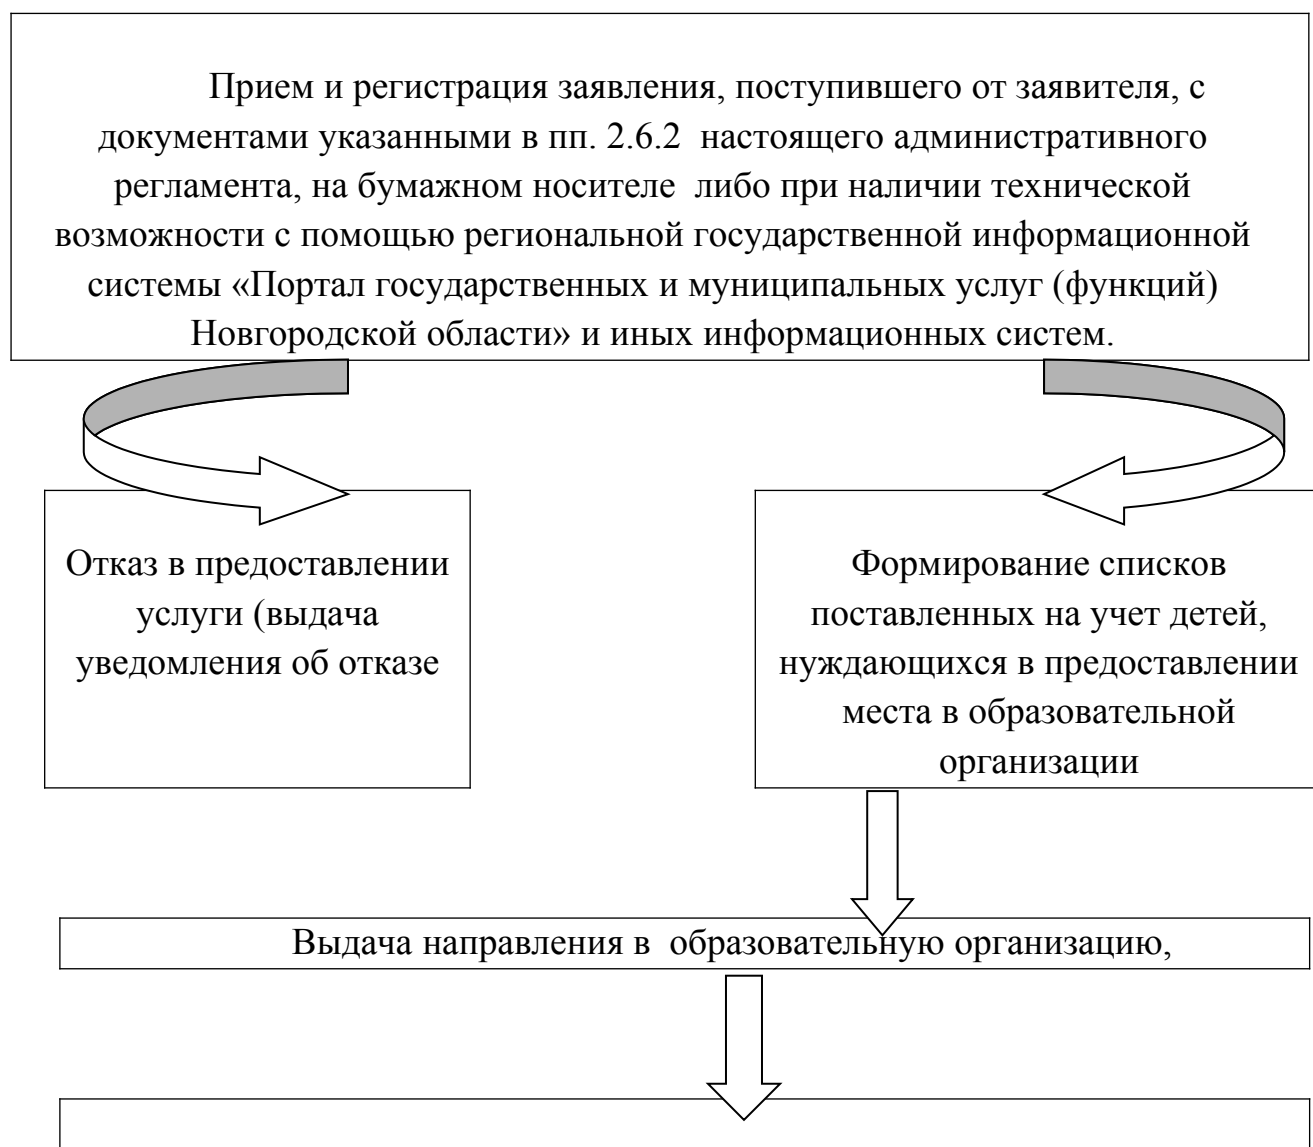 Прием и регистрация заявления, поступившего от заявителя, с
документами указанными в пп. 2.6.2 настоящего административного
регламента, на бумажном носителе либо при наличии технической
возможности с помощью региональной государственной информационной
системы «Портал государственных и муниципальных услуг (функций)
Новгородской области» и иных информационных систем.
Отказ в предоставлении
услуги (выдача
уведомления об отказе
Формирование списков
поставленных на учет детей,
нуждающихся в предоставлении
места в образовательной
организации
Выдача направления в образовательную организацию,